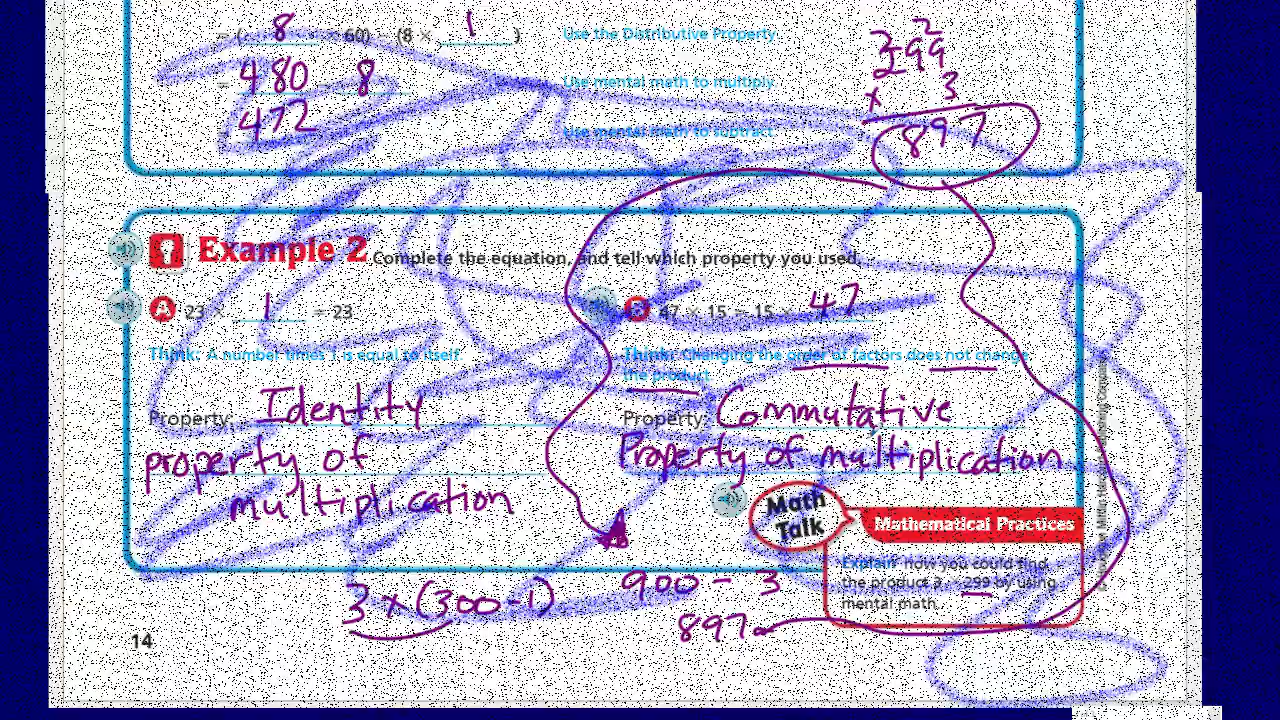 = ( 8 × 60) – (8 × 1 ) Use the Distributive Property.
= 480 8 Use mental math to multiply.
472 Use mental math to subtract.
299
× 3
897
Example 2 Complete the equation, and tell which property you used.
A 23 × 1 = 23
B 47 × 15 = 15 × 47
Think: A number times 1 is equal to itself.
Think: Changing the order of factors does not change
the product.
Property: Identity
property of
multiplication
Property: Commutative
Property of multiplication
Math
Talk
Mathematical Practices
Explain how you could find
the product 299 by using
mental math.
3 × (300-1)
900 - 3
897
14